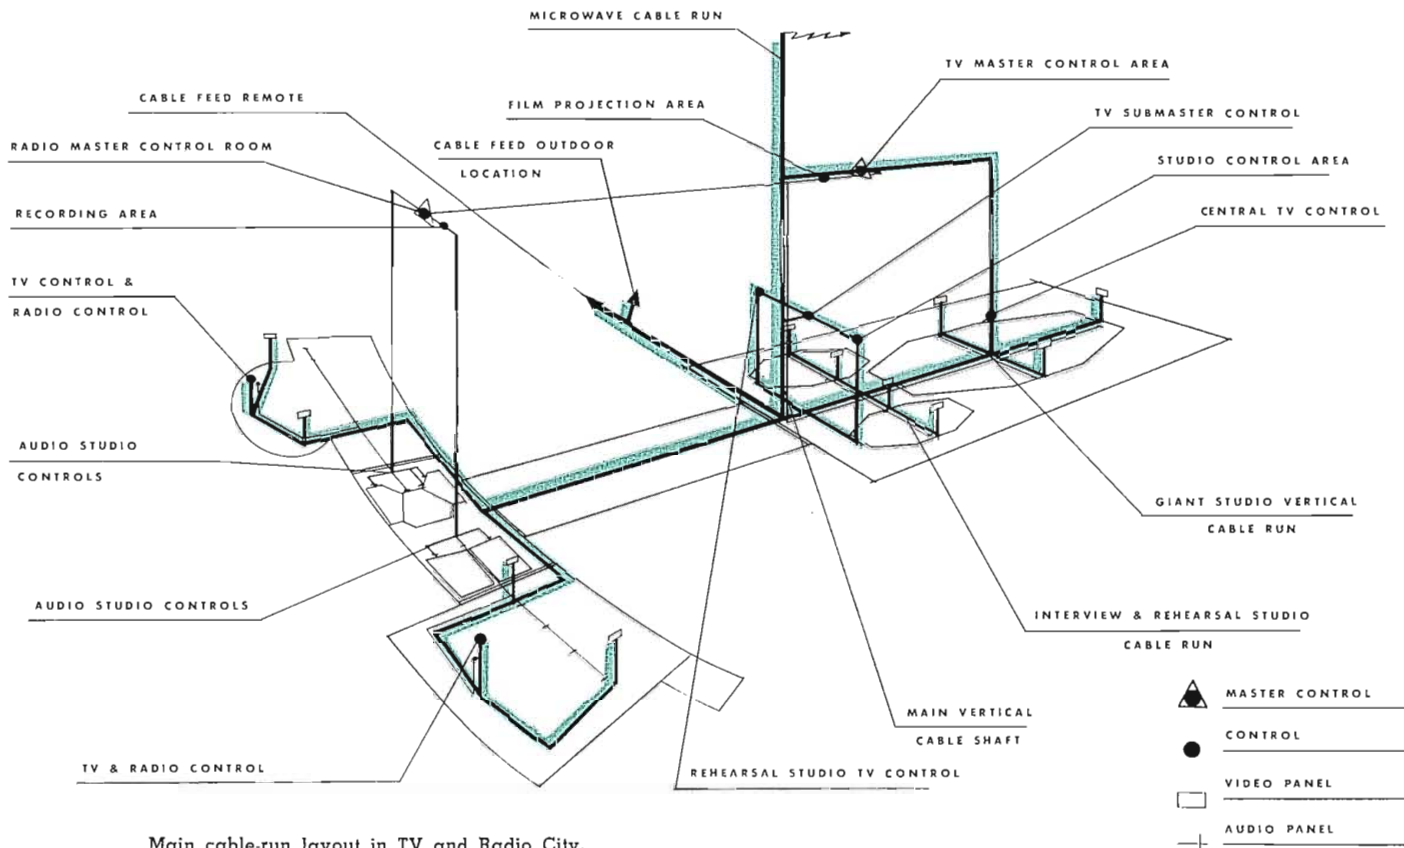 MICROWAVE CABLE RUN
TV MASTER CONTROL AREA
CABLE FEED REMOTE
FILM PROJECTION AREA
TV SUBMASTER CONTROL
RADIO MASTER CONTROL ROOM
CABLE FEED OUTDOOR
LOCATION
STUDIO CONTROL AREA
RECORDING AREA
CENTRAL TV CONTROL
TV CONTROL &
RADIO CONTROL
AUDIO STUDIO
CONTROLS
GIANT STUDIO VERTICAL
CABLE RUN
AUDIO STUDIO CONTROLS
INTERVIEW & REHEARSAL STUDIO
CABLE RUN
MAIN VERTICAL
CABLE SHAFT
TV & RADIO CONTROL
REHEARSAL STUDIO TV CONTROL
MASTER CONTROL
CONTROL
VIDEO PANEL
AUDIO PANEL
Main cable-run layout in TV and Radio City.